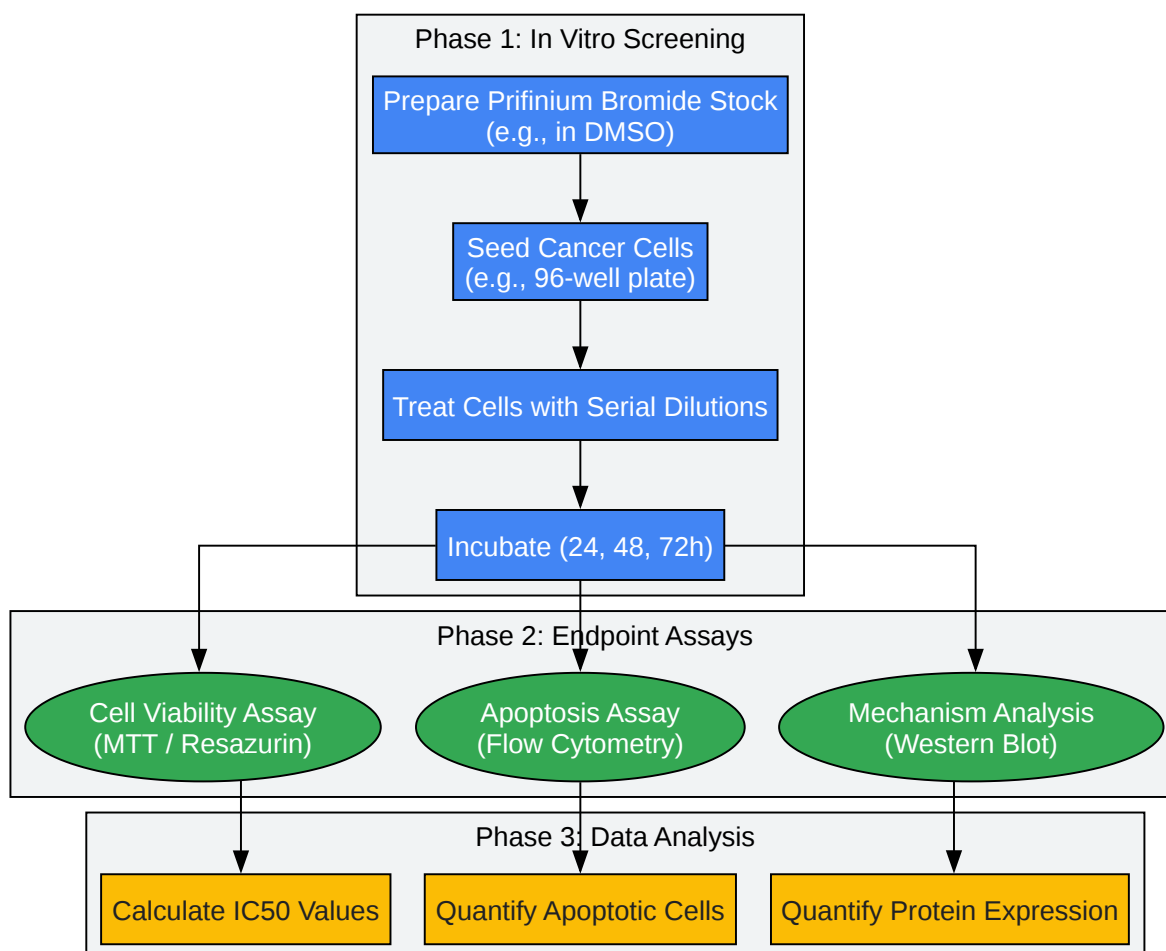 Phase 1: In Vitro Screening
Prepare Prifinium Bromide Stock
(e.g., in DMSO)
Seed Cancer Cells
(e.g., 96-well plate)
Treat Cells with Serial Dilutions
Incubate (24, 48, 72h)
Phase 2: Endpoint Assays
Cell Viability Assay
(MTT / Resazurin)
Apoptosis Assay
(Flow Cytometry)
Mechanism Analysis
(Western Blot)
Phase 3: Data Analysis
Calculate IC50 Values
Quantify Apoptotic Cells
Quantify Protein Expression